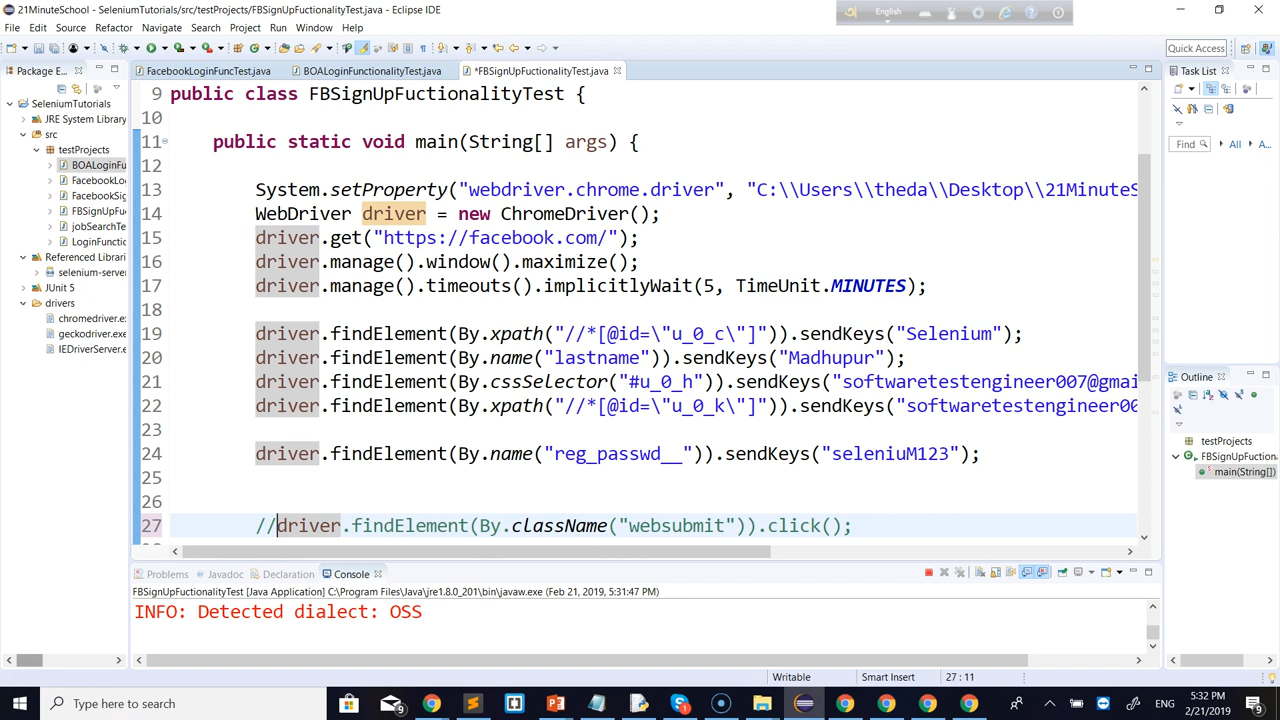 21MinuteSchool - SeleniumTutorials/src/testProjects/FBSignUpFuctionalityTest.java - Eclipse IDE
English
File Edit Source Refactor Navigate Search Project Run Window Help
Quick Access
Package E...
FacebookLoginFuncTest.java
BOALoginFunctionalityTest.java
*FBSignUpFuctionalityTest.java
Task List
SeleniumTutorials
JRE System Library
src
testProjects
BOALoginFu
FacebookLo
FacebookSig
FBSignUpFu
jobSearchTe
LoginFunctio
Referenced Librari
selenium-server
JUnit 5
drivers
chromedriver.ex
geckodriver.exe
IEDriverServer.e
9 public class FBSignUpFuctionalityTest {
10
11 public static void main(String[] args) {
12
13 System.setProperty("webdriver.chrome.driver", "C:\\Users\\theda\\Desktop\\21MinuteS
14 WebDriver driver = new ChromeDriver();
15 driver.get("https://facebook.com/");
16 driver.manage().window().maximize();
17 driver.manage().timeouts().implicitlyWait(5, TimeUnit.MINUTES);
18
19 driver.findElement(By.xpath("//*[@id=\"u_0_c\"]")).sendKeys("Selenium");
20 driver.findElement(By.name("lastname")).sendKeys("Madhupur");
21 driver.findElement(By.cssSelector("#u_0_h")).sendKeys("softwaretestengineer007@gmai
22 driver.findElement(By.xpath("//*[@id=\"u_0_k\"]")).sendKeys("softwaretestengineer00
23
24 driver.findElement(By.name("reg_passwd__")).sendKeys("seleniuM123");
25
26
27 //driver.findElement(By.className("websubmit")).click();
Find All A...
Outline
testProjects
FBSignUpFuction
main(String[])
Problems Javadoc Declaration Console
FBSignUpFuctionalityTest [Java Application] C:\Program Files\Java\jre1.8.0_201\bin\javaw.exe (Feb 21, 2019, 5:31:47 PM)
INFO: Detected dialect: OSS
Writable Smart Insert 27 : 11
Type here to search
ENG
5:32 PM
2/21/2019